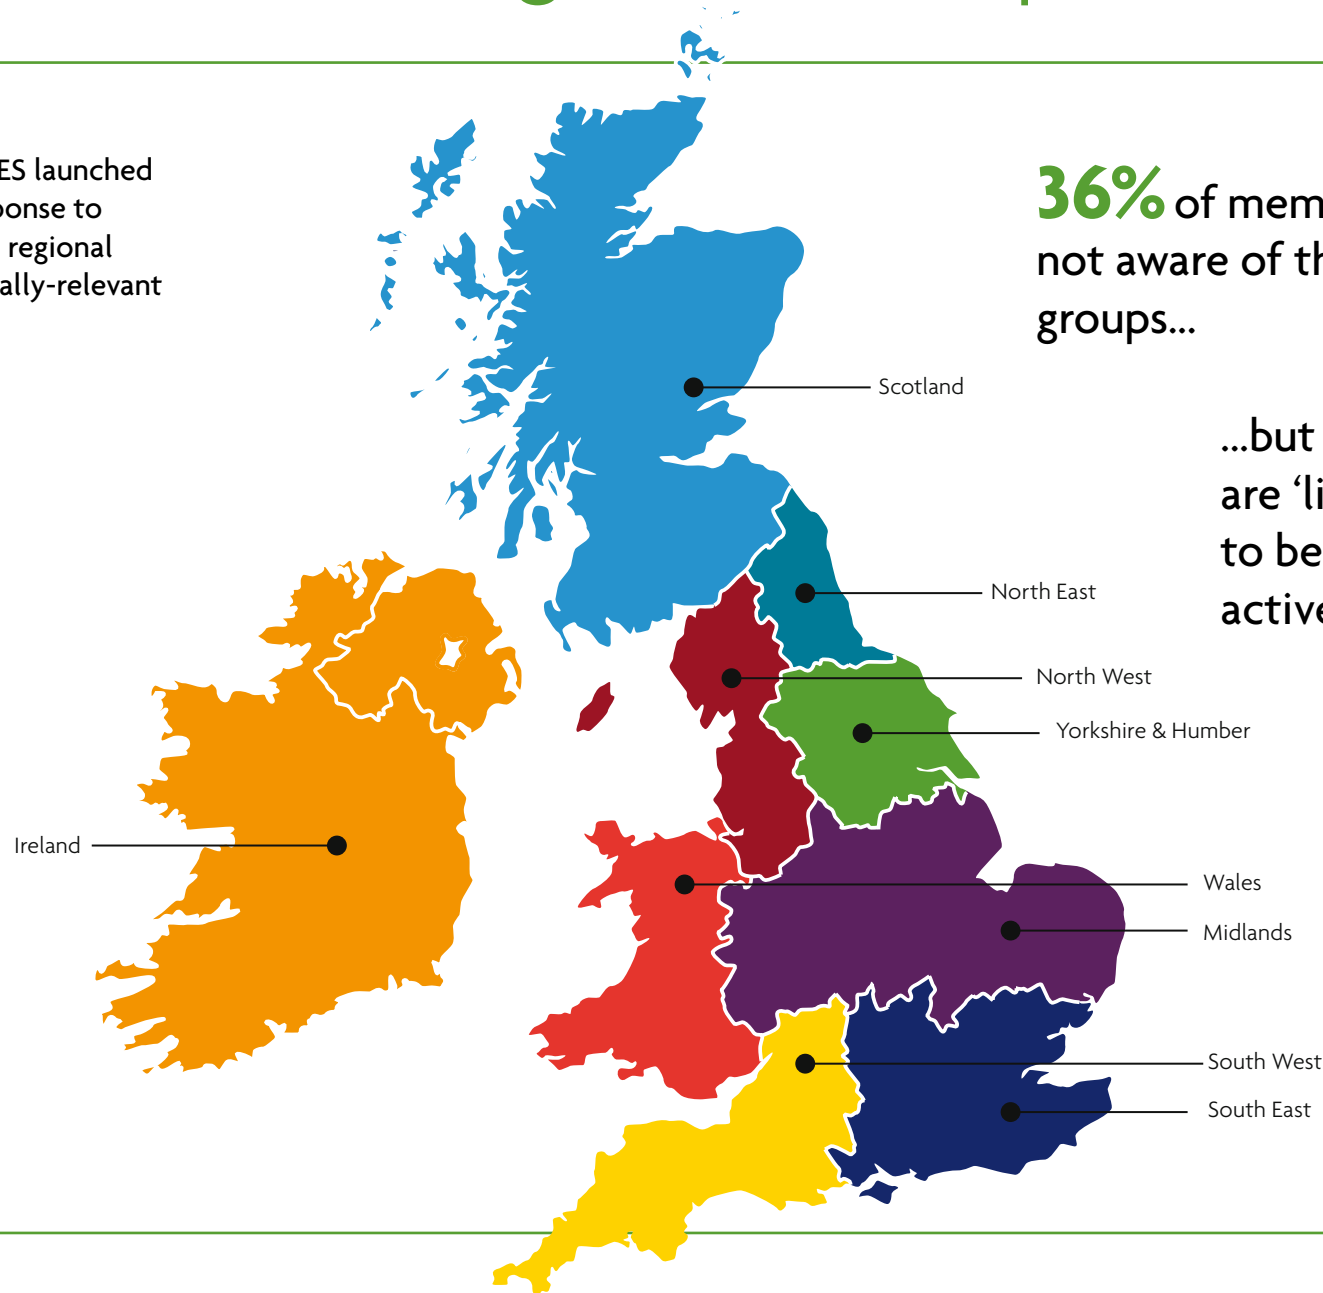 ES launched
ponse to
regional
ally-relevant
36% of mem
not aware of th
groups...
...but
are ‘li
to be
active
Scotland
North East
North West
Yorkshire & Humber
Ireland
Wales
Midlands
South West
South East